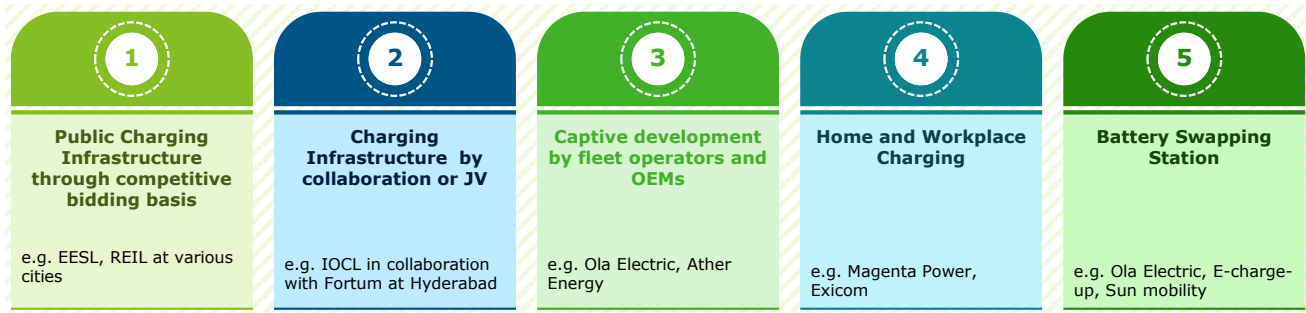 1
Public Charging
Infrastructure
through competitive
bidding basis
e.g. EESL, REIL at various
cities
2
Charging
Infrastructure by
collaboration or JV
e.g. IOCL in collaboration
with Fortum at Hyderabad
3
Captive development
by fleet operators and
OEMs
e.g. Ola Electric, Ather
Energy
4
Home and Workplace
Charging
e.g. Magenta Power,
Exicom
5
Battery Swapping
Station
e.g. Ola Electric, E-charge-
up, Sun mobility